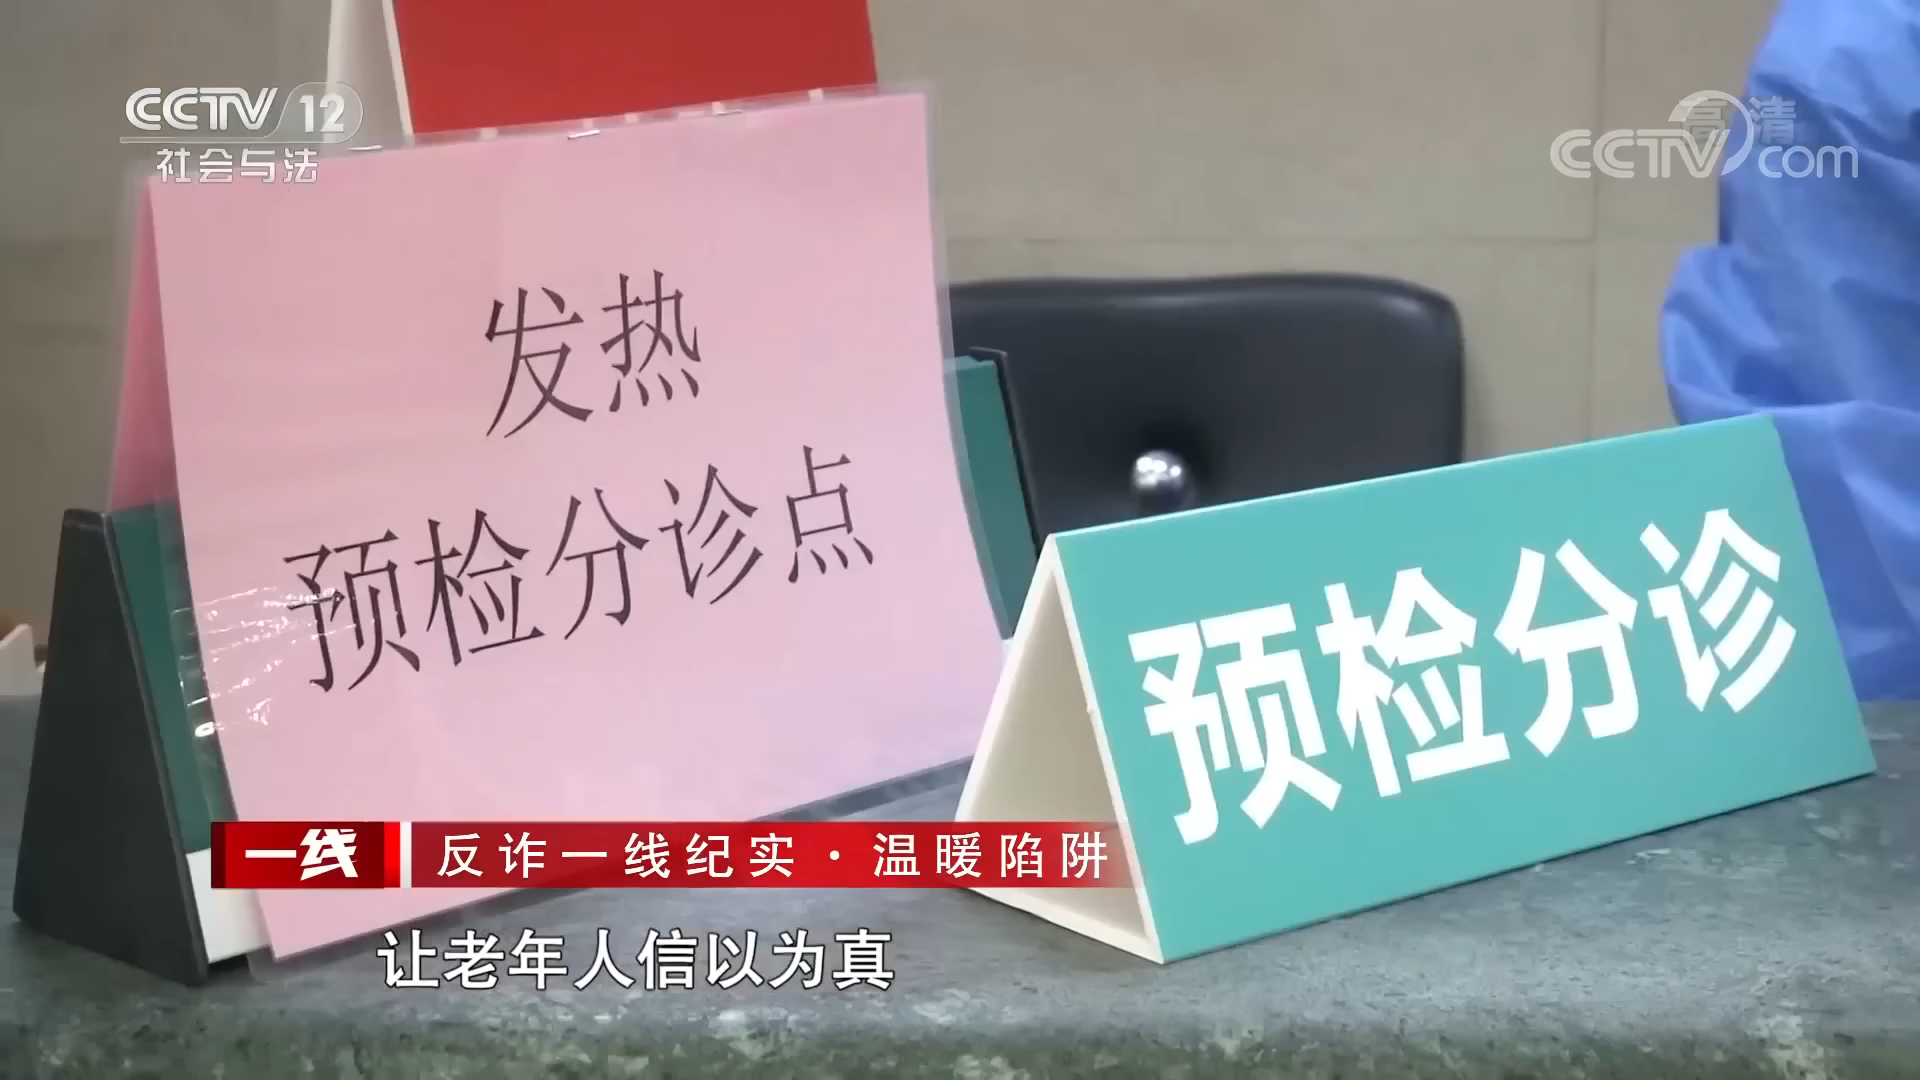 CCTV 12
社会与法
高清
CCTV.com
发热
预检分诊点
预检分诊
一线
反诈一线纪实·温暖陷阱
让老年人信以为真